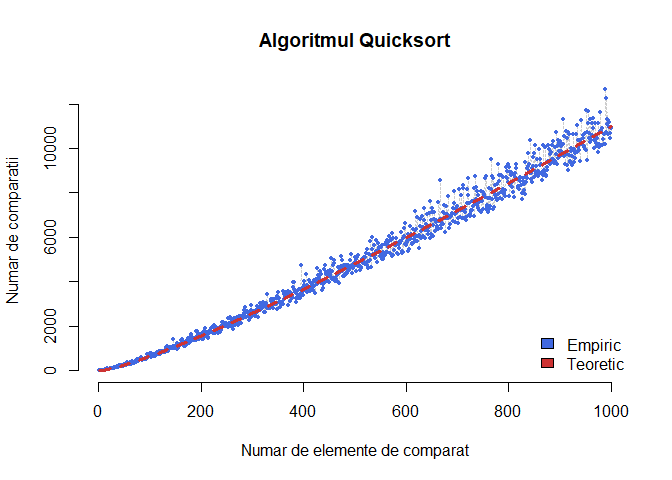 Algoritmul Quicksort
Numar de comparatii
10000
6000
2000
0
Empiric
Teoretic
0 200 400 600 800 1000
Numar de elemente de comparat